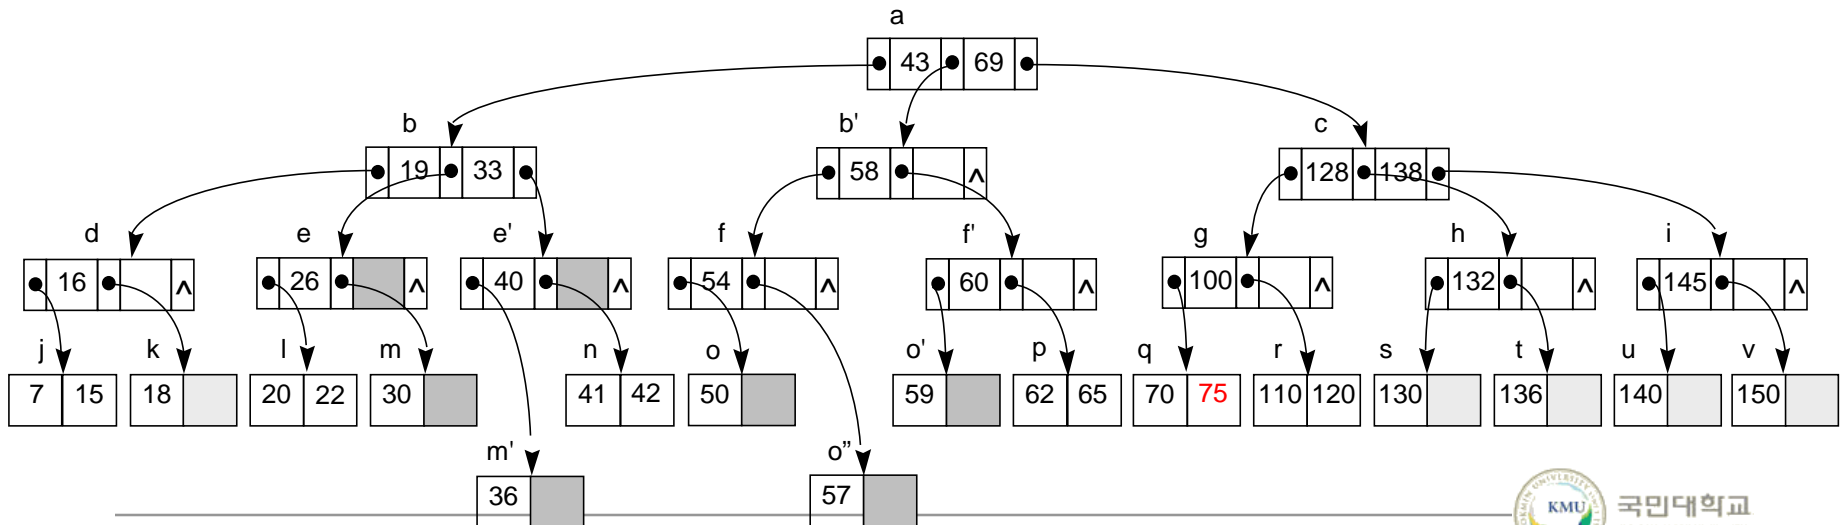 a
43 69
b b' c
19 33 58 ^ 128 138
d e e' f f' g h i
16 ^ 26 ^ 40 ^ 54 ^ 60 ^ 100 ^ 132 ^ 145 ^
j k l m n o o' p q r s t u v
7 15 18 20 22 30 41 42 50 59 62 65 70 75 110 120 130 136 140 150
m' o”
36 57
KMU 국민대학교